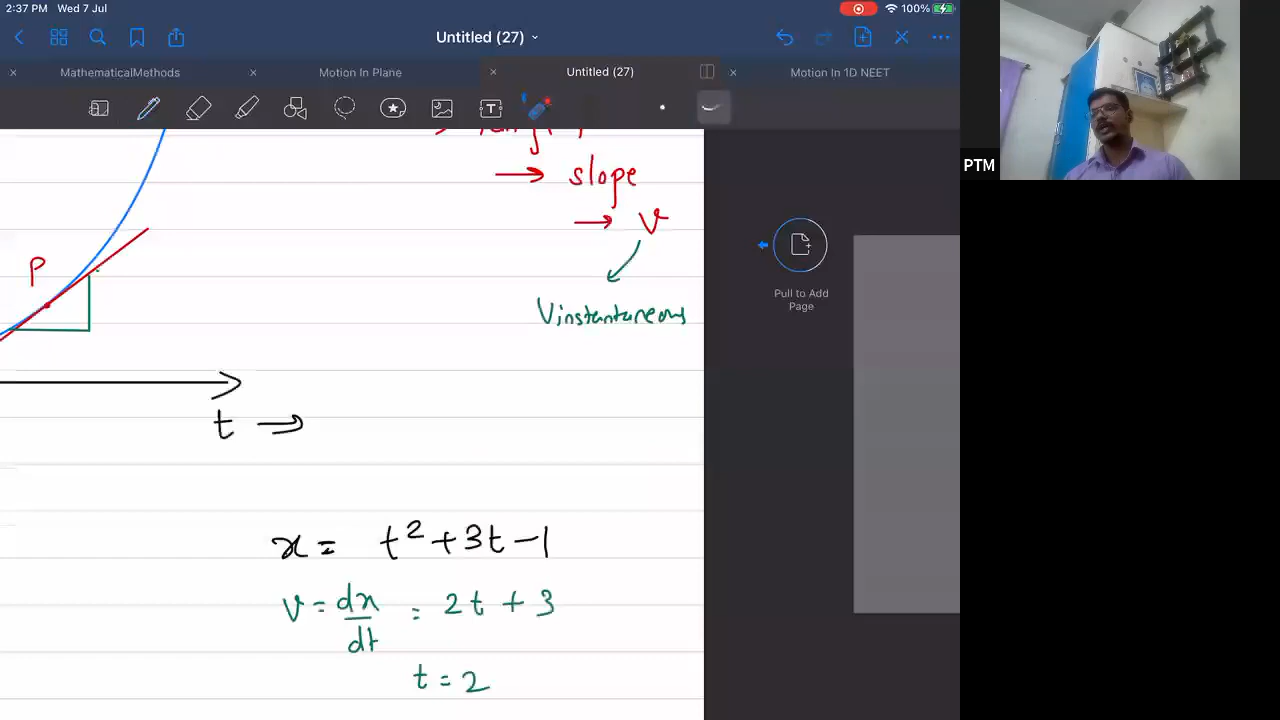 2:37 PM Wed 7 Jul
100%
Untitled (27)
MathematicalMethods
Motion In Plane
Untitled (27)
Motion In 1D NEET
T
→ slope
→ v
Vinstantaneous
P
t →
x = t² + 3t - 1
v = dx/dt = 2t + 3
t = 2
Pull to Add
Page
PTM